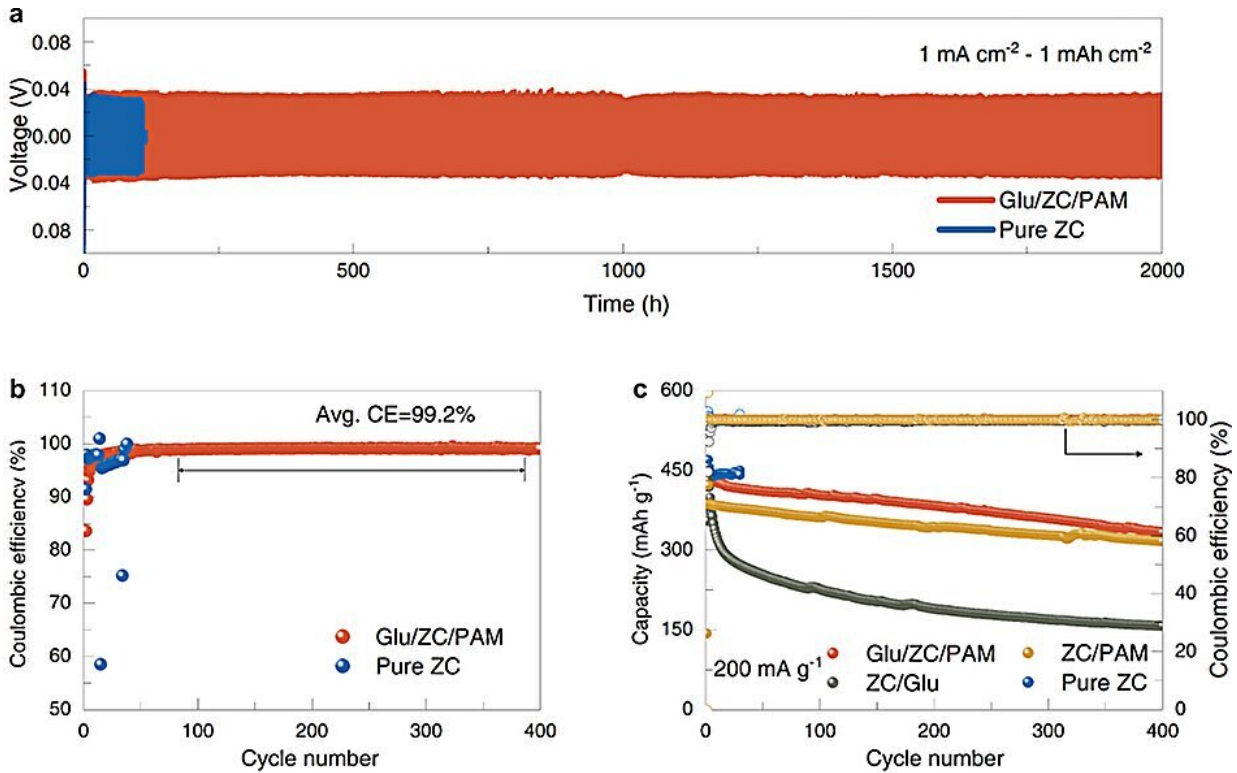 a
0.08
1 mA cm⁻² - 1 mAh cm⁻²
0.04
0.00
0.04
0.08
Voltage (V)
Glu/ZC/PAM
Pure ZC
0 500 1000 1500 2000
Time (h)
b
110
100
90
80
70
60
50
Coulombic efficiency (%)
Avg. CE=99.2%
Glu/ZC/PAM
Pure ZC
0 100 200 300 400
Cycle number
c
600
450
300
150
0
Capacity (mAh g⁻¹)
100
80
60
40
20
0
Coulombic efficiency (%)
200 mA g⁻¹
Glu/ZC/PAM ZC/PAM
ZC/Glu Pure ZC
0 100 200 300 400
Cycle number